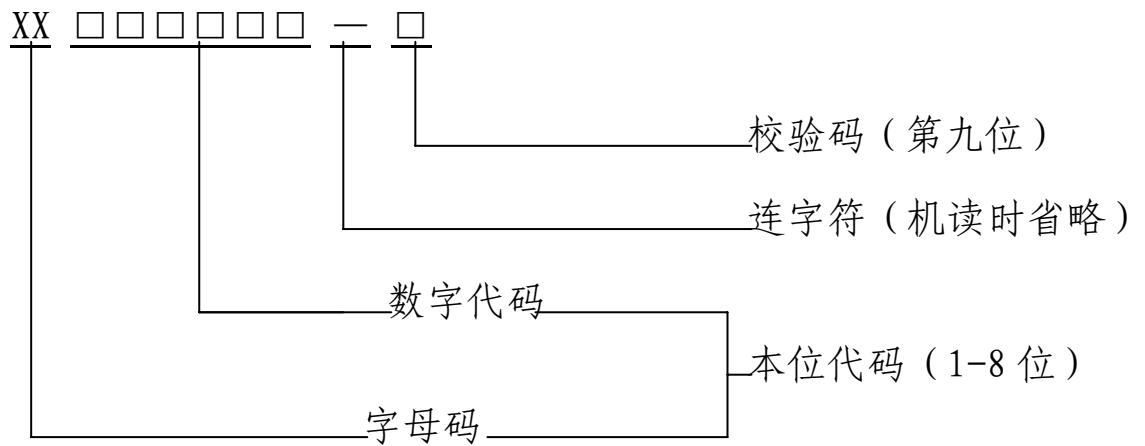 XX □□□□□□ — □
校验码（第九位）
连字符（机读时省略）
数字代码
本位代码（1-8 位）
字母码